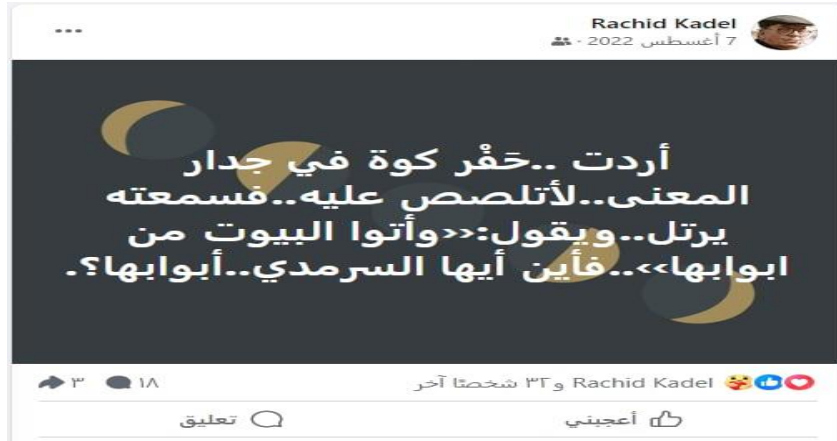 Rachid Kadel
7 أغسطس 2022 ·
أردت ..حَفْر كوة في جدار
المعنى..لأتلصص عليه..فسمعته
يرتل..ويقول:<<وأتوا البيوت من
ابوابها>>..فأين أيها السرمدي..أبوابها؟.
Rachid Kadel و٣٢ شخصًا آخر
١٨
٣
أعجبني
تعليق